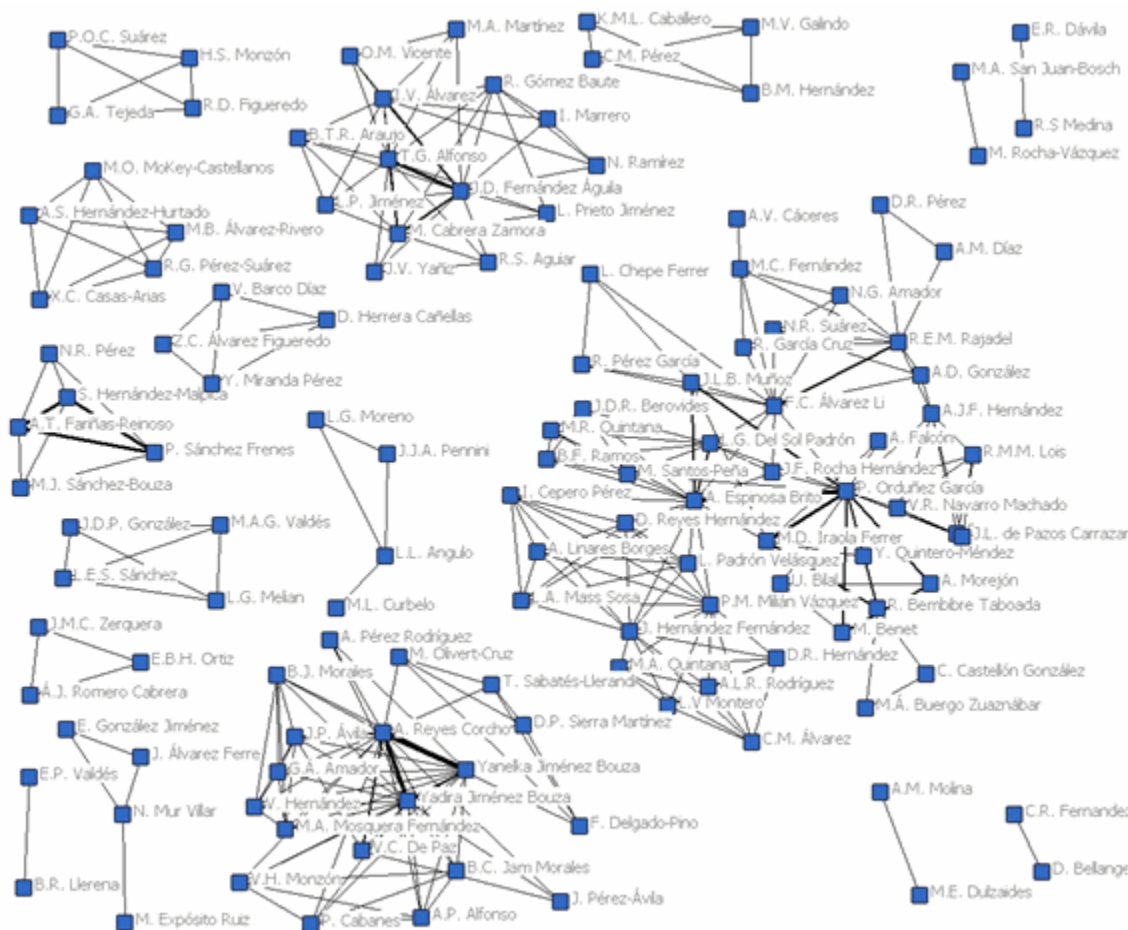 P.O.C. Suárez
H.S. Monzón
G.A. Tejeda
R.D. Figueredo
M.A. Martínez
O.M. Vicente
J.V. Álvarez
R. Gómez Baute
I. Marrero
B.T.R. Araujo
T.G. Alfonso
N. Ramírez
J.D. Fernández Águila
L.P. Jiménez
L. Prieto Jiménez
M. Cabrera Zamora
R.S. Aguiar
J.V. Yañiz
K.M.L. Caballero
M.V. Galindo
C.M. Pérez
B.M. Hernández
E.R. Dávila
M.A. San Juan-Bosch
R.S Medina
M. Rocha-Vázquez
M.O. McKey-Castellanos
A.S. Hernández-Hurtado
M.B. Álvarez-Rivero
R.G. Pérez-Suárez
X.C. Casas-Arias
V. Barco Díaz
D. Herrera Cañellas
Z.C. Álvarez Figueredo
Y. Miranda Pérez
N.R. Pérez
S. Hernández-Malpica
A.T. Fariñas-Reinoso
P. Sánchez Frenes
M.J. Sánchez-Bouza
L.G. Moreno
J.J.A. Pennini
L.L. Angulo
M.L. Curbelo
J.D.P. González
M.A.G. Valdés
L.E.S. Sánchez
L.G. Melian
A.V. Cáceres
D.R. Pérez
A.M. Díaz
M.C. Fernández
L. Chepe Ferrer
N.G. Amador
N.R. Suárez
R. García Cruz
R.E.M. Rajadel
R. Pérez García
J.L.B. Muñoz
A.D. González
F.C. Álvarez Li
J.D.R. Berovides
A.J.F. Hernández
M.R. Quintana
L.G. Del Sol Padrón
A. Falcón
B.F. Ramos
R.M.M. Lois
M. Santos-Peña
J.F. Rocha Hernández
I. Cepero Pérez
A. Espinosa Brito
P. Orduñez García
V.R. Navarro Machado
D. Reyes Hernández
M.D. Iraola Ferrer
J.L. de Pazos Carrazan
A. Linares Borges
L. Padrón Velásquez
Y. Quintero-Méndez
J.J. Bilal
A. Morejón
L.A. Mass Sosa
P.M. Milán Vázquez
R. Bembibre Taboada
J. Hernández Fernández
M. Benet
M.A. Quintana
D.R. Hernández
C. Castellón González
A.L.R. Rodríguez
L.V Montero
M.Á. Buergo Zuaznábar
C.M. Álvarez
J.M.C. Zerquera
E.B.H. Ortiz
Á.J. Romero Cabrera
A. Pérez Rodríguez
B.J. Morales
M. Olivert-Cruz
T. Sabatés-Llerandi
J.P. Ávila
A. Reyes Corcho
D.P. Sierra Martínez
G.A. Amador
Yanelka Jiménez Bouza
V. Hernández
Yadira Jiménez Bouza
M.A. Mosquera Fernández
F. Delgado-Pino
V.C. De Paz
V.H. Monzón
B.C. Jam Morales
J. Pérez-Ávila
P. Cabanes
A.P. Alfonso
E. González Jiménez
J. Álvarez Ferre
E.P. Valdés
N. Mur Villar
B.R. Llerena
M. Expósito Ruiz
A.M. Molina
C.R. Fernandez
M.E. Dulzaides
D. Bellange